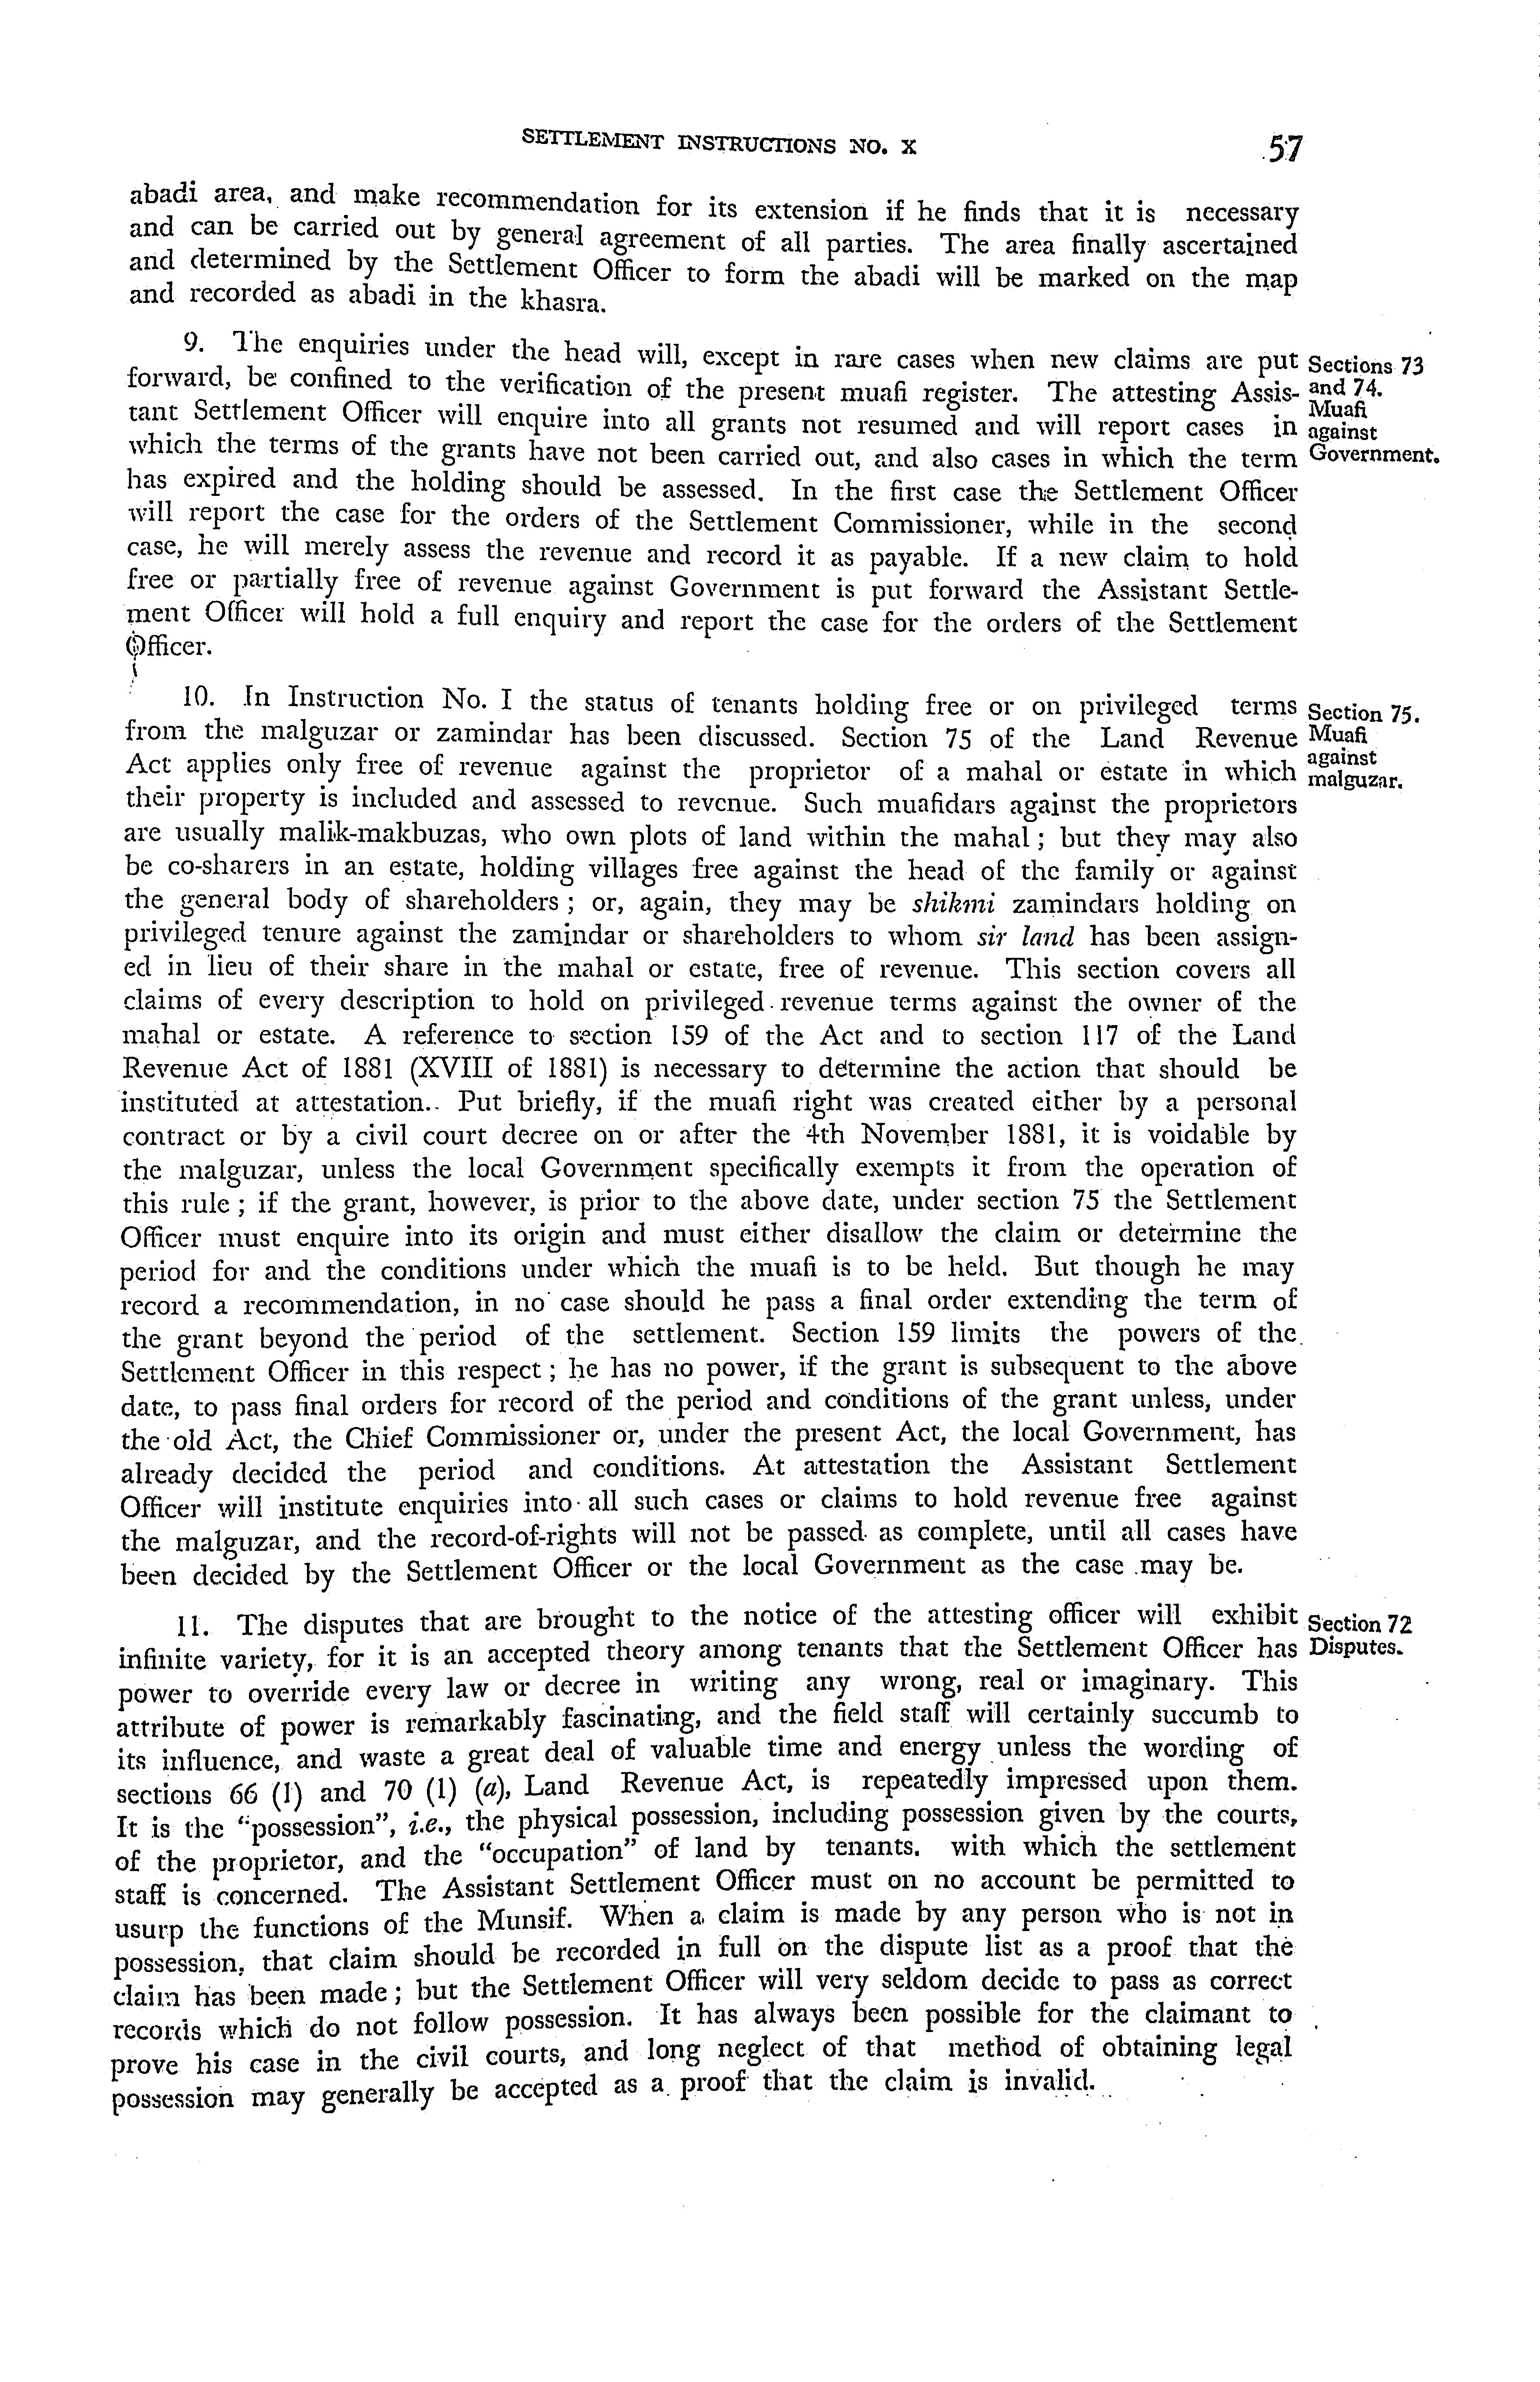 SETTLEMENT INSTRUCTIONS NO. X 57
abadi area, and make recommendation for its extension if he finds that it is necessary
and can be carried out by general agreement of all parties. The area finally ascertained
and determined by the Settlement Officer to form the abadi will be marked on the map
and recorded as abadi in the khasra.
9. The enquiries under the head will, except in rare cases when new claims are put
forward, be confined to the verification of the present muafi register. The attesting Assis-
tant Settlement Officer will enquire into all grants not resumed and will report cases in
which the terms of the grants have not been carried out, and also cases in which the term
has expired and the holding should be assessed. In the first case the Settlement Officer
will report the case for the orders of the Settlement Commissioner, while in the second
case, he will merely assess the revenue and record it as payable. If a new claim to hold
free or partially free of revenue against Government is put forward the Assistant Settle-
ment Officer will hold a full enquiry and report the case for the orders of the Settlement
Officer.
Sections 73
and 74.
Muafi
against
Government.
10. In Instruction No. I the status of tenants holding free or on privileged terms
from the malguzar or zamindar has been discussed. Section 75 of the Land Revenue
Act applies only free of revenue against the proprietor of a mahal or estate in which
their property is included and assessed to revenue. Such muafidars against the proprietors
are usually malik-makbuzas, who own plots of land within the mahal; but they may also
be co-sharers in an estate, holding villages free against the head of the family or against
the general body of shareholders; or, again, they may be shikmi zamindars holding on
privileged tenure against the zamindar or shareholders to whom sir land has been assign-
ed in lieu of their share in the mahal or estate, free of revenue. This section covers all
claims of every description to hold on privileged revenue terms against the owner of the
mahal or estate. A reference to section 159 of the Act and to section 117 of the Land
Revenue Act of 1881 (XVIII of 1881) is necessary to determine the action that should be
instituted at attestation. Put briefly, if the muafi right was created either by a personal
contract or by a civil court decree on or after the 4th November 1881, it is voidable by
the malguzar, unless the local Government specifically exempts it from the operation of
this rule; if the grant, however, is prior to the above date, under section 75 the Settlement
Officer must enquire into its origin and must either disallow the claim or determine the
period for and the conditions under which the muafi is to be held. But though he may
record a recommendation, in no case should he pass a final order extending the term of
the grant beyond the period of the settlement. Section 159 limits the powers of the
Settlement Officer in this respect; he has no power, if the grant is subsequent to the above
date, to pass final orders for record of the period and conditions of the grant unless, under
the old Act, the Chief Commissioner or, under the present Act, the local Government, has
already decided the period and conditions. At attestation the Assistant Settlement
Officer will institute enquiries into all such cases or claims to hold revenue free against
the malguzar, and the record-of-rights will not be passed as complete, until all cases have
been decided by the Settlement Officer or the local Government as the case may be.
Section 75.
Muafi
against
malguzar.
11. The disputes that are brought to the notice of the attesting officer will exhibit
infinite variety, for it is an accepted theory among tenants that the Settlement Officer has
power to override every law or decree in writing any wrong, real or imaginary. This
attribute of power is remarkably fascinating, and the field staff will certainly succumb to
its influence, and waste a great deal of valuable time and energy unless the wording of
sections 66 (1) and 70 (1) (a), Land Revenue Act, is repeatedly impressed upon them.
It is the "possession", i.e., the physical possession, including possession given by the courts,
of the proprietor, and the "occupation" of land by tenants. with which the settlement
staff is concerned. The Assistant Settlement Officer must on no account be permitted to
usurp the functions of the Munsif. When a claim is made by any person who is not in
possession, that claim should be recorded in full on the dispute list as a proof that the
claim has been made; but the Settlement Officer will very seldom decide to pass as correct
records which do not follow possession. It has always been possible for the claimant to
prove his case in the civil courts, and long neglect of that method of obtaining legal
possession may generally be accepted as a proof that the claim is invalid.
Section 72
Disputes.